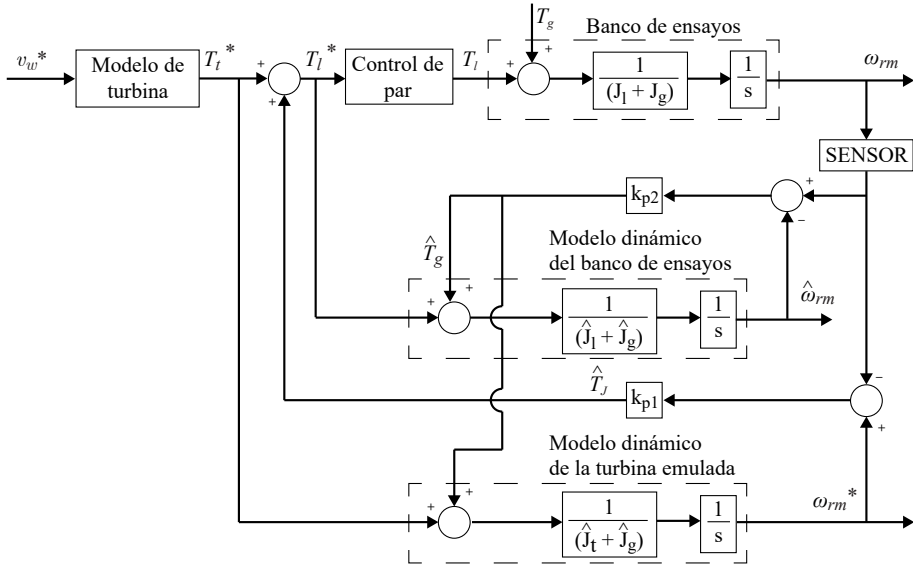 v_w*
Modelo de
turbina
T_t*
+
+
T_l*
Control de
par
T_l
T_g
+
+
Banco de ensayos
1
(J_l + J_g)
1
s
ω_rm
SENSOR
+
−
k_p2
T̂_g
Modelo dinámico
del banco de ensayos
+
+
1
(Ĵ_l + Ĵ_g)
1
s
ω̂_rm
T̂_J
k_p1
−
+
Modelo dinámico
de la turbina emulada
+
+
1
(Ĵ_t + Ĵ_g)
1
s
ω_rm*